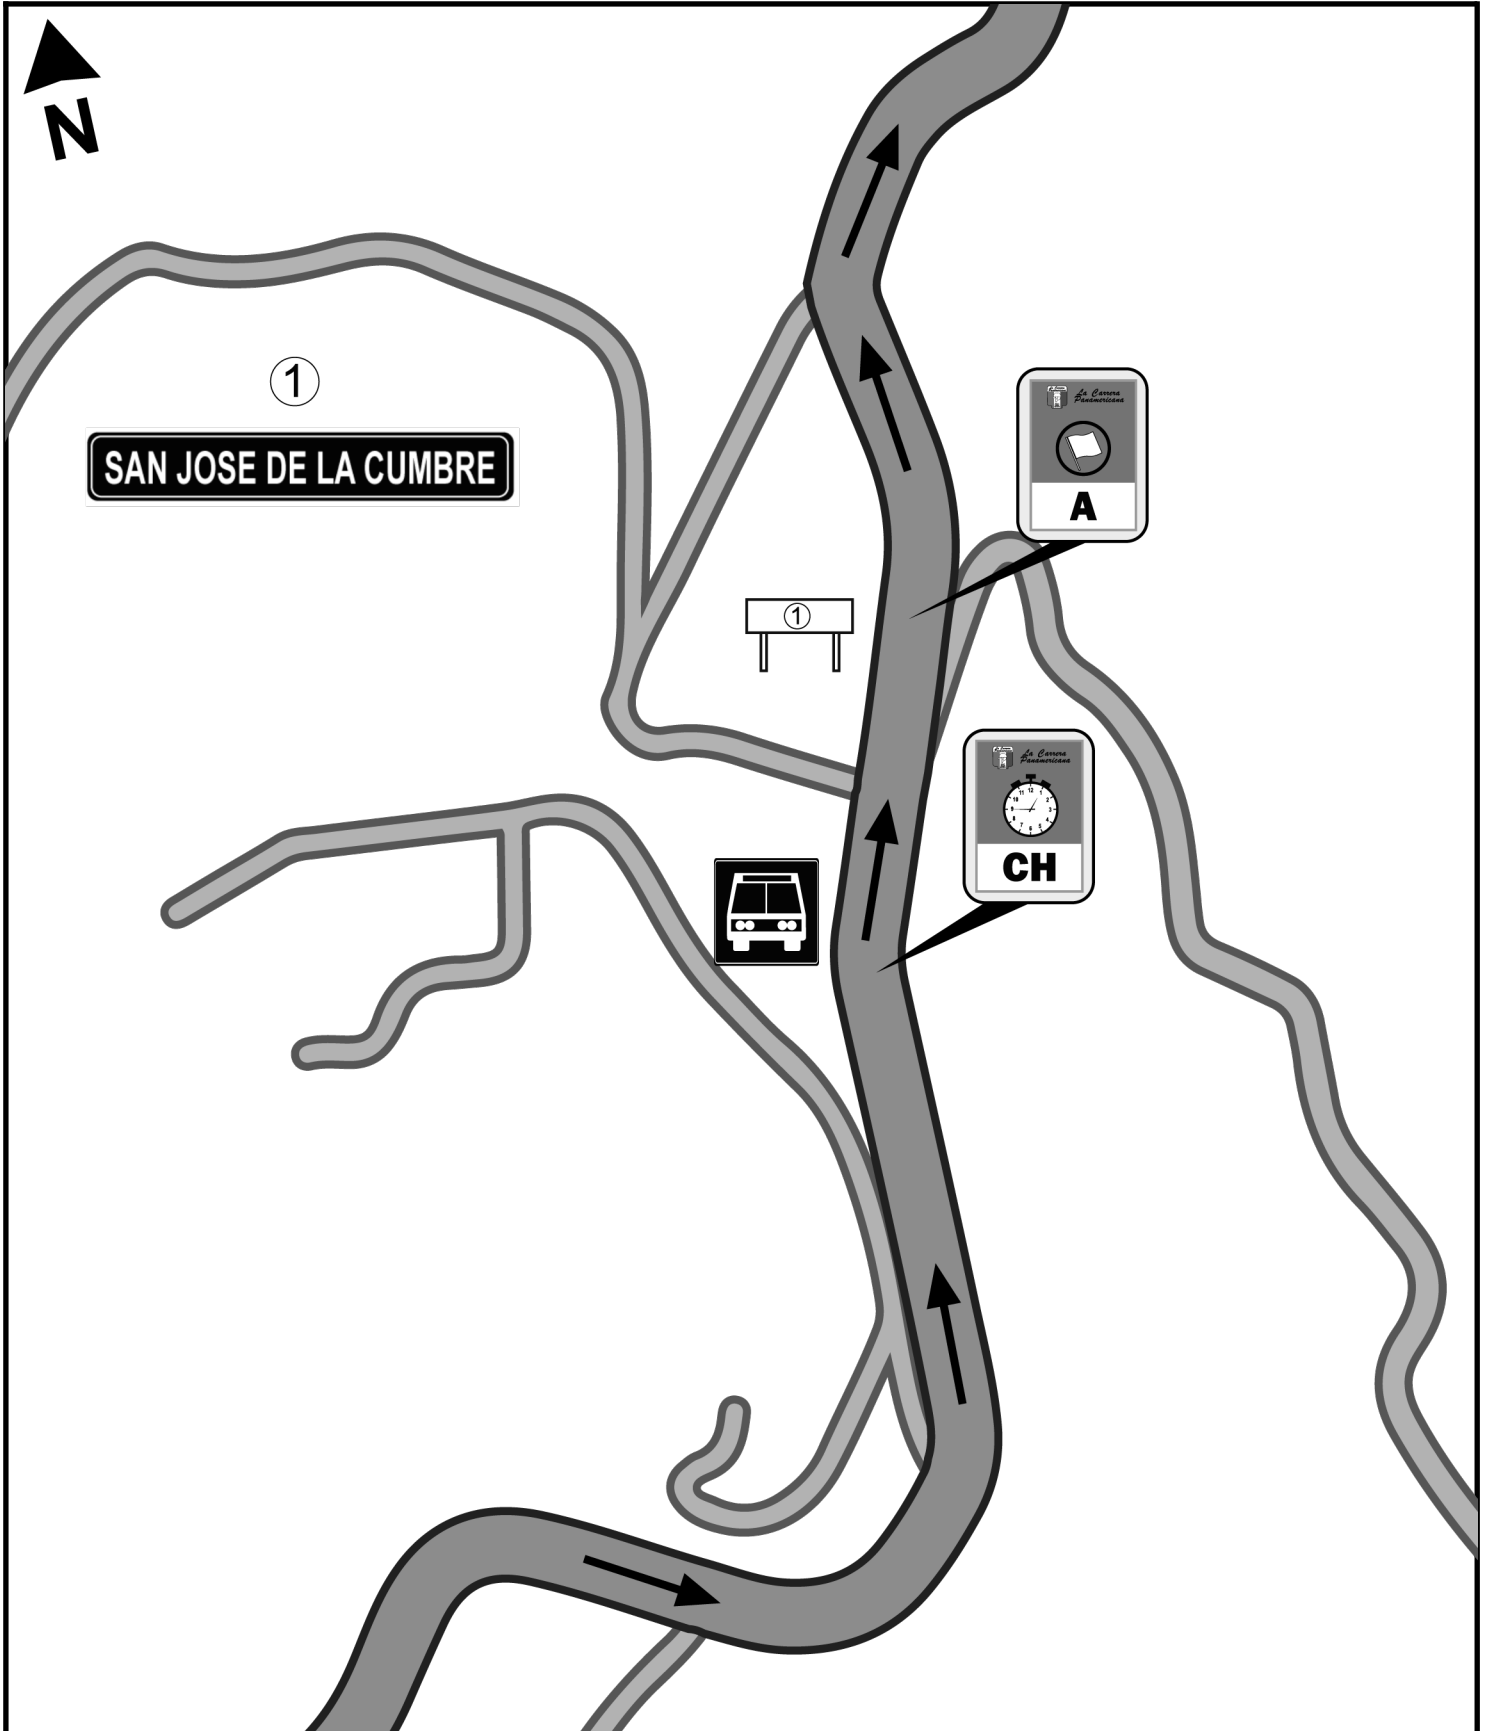 N
①
SAN JOSE DE LA CUMBRE
La Carrera
Panamericana
A
①
La Carrera
Panamericana
CH